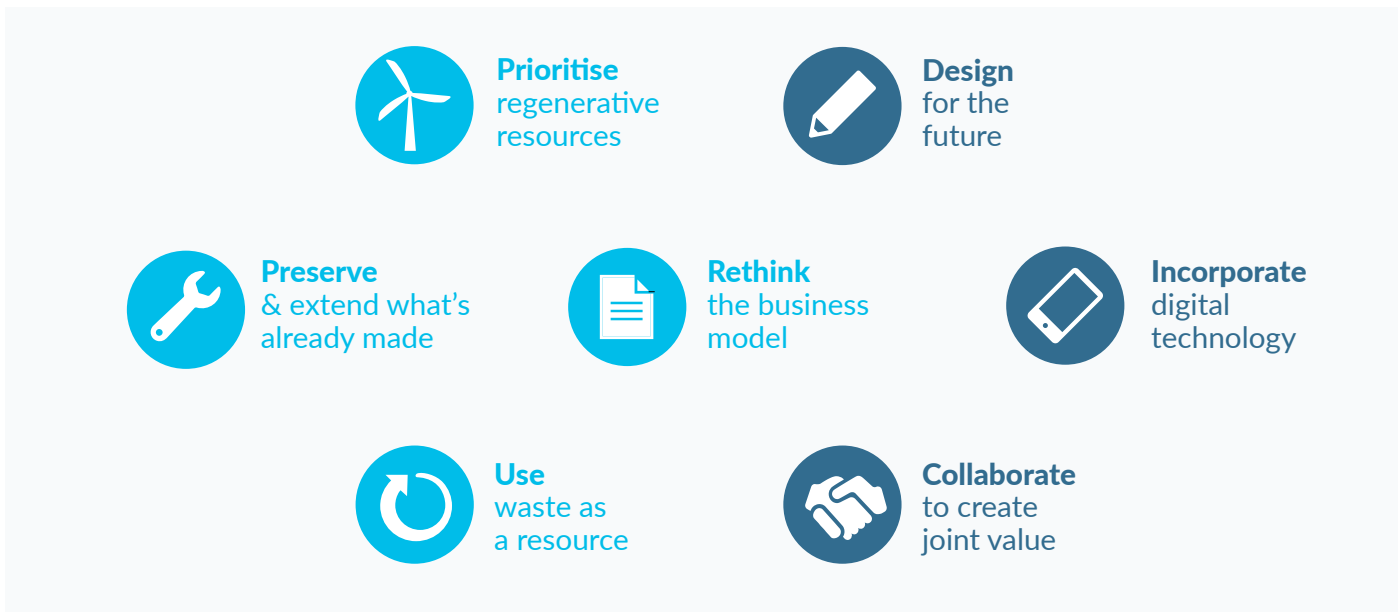 Prioritise
regenerative
resources
Design
for the
future
Preserve
& extend what’s
already made
Rethink
the business
model
Incorporate
digital
technology
Use
waste as
a resource
Collaborate
to create
joint value